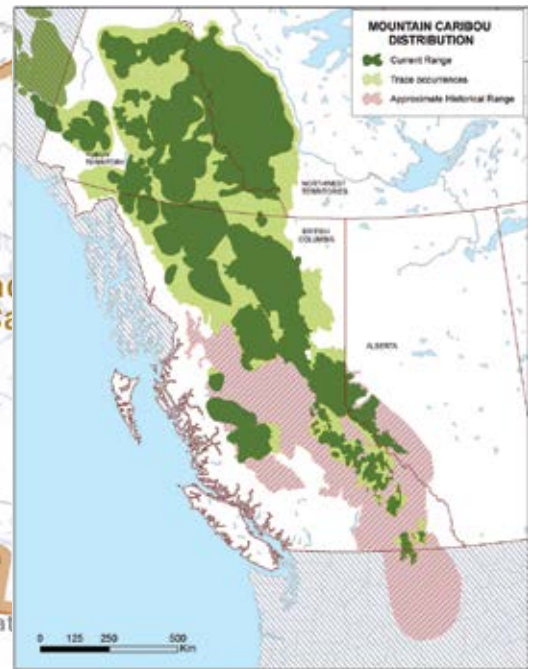 MOUNTAIN CARIBOU
DISTRIBUTION
Current Range
Trace occurrences
Approximate Historical Range
YUKON
TERRITORY
NORTHWEST
TERRITORIES
BRITISH
COLUMBIA
ALBERTA
0 125 250 500
Km